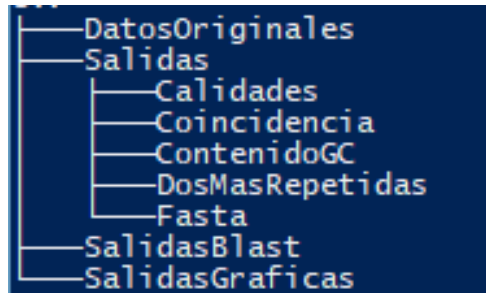 DatosOriginales
Salidas
Calidades
Coincidencia
ContenidoGC
DosMasRepetidas
Fasta
SalidasBlast
SalidasGraficas